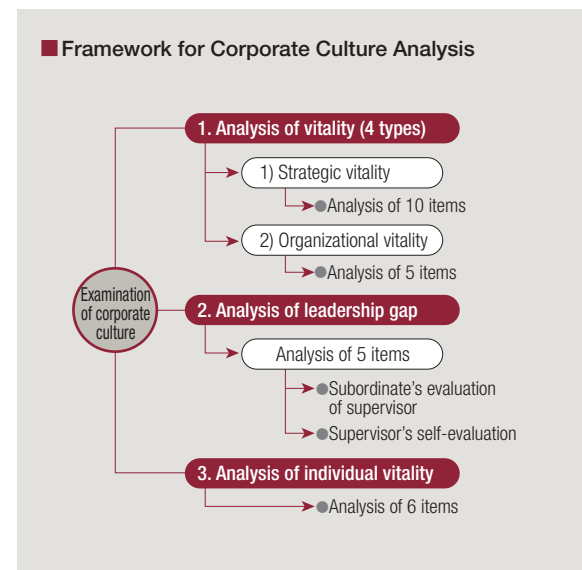 Framework for Corporate Culture Analysis
1. Analysis of vitality (4 types)
1) Strategic vitality
Analysis of 10 items
2) Organizational vitality
Analysis of 5 items
Examination
of corporate
culture
2. Analysis of leadership gap
Analysis of 5 items
Subordinate’s evaluation
of supervisor
Supervisor’s self-evaluation
3. Analysis of individual vitality
Analysis of 6 items